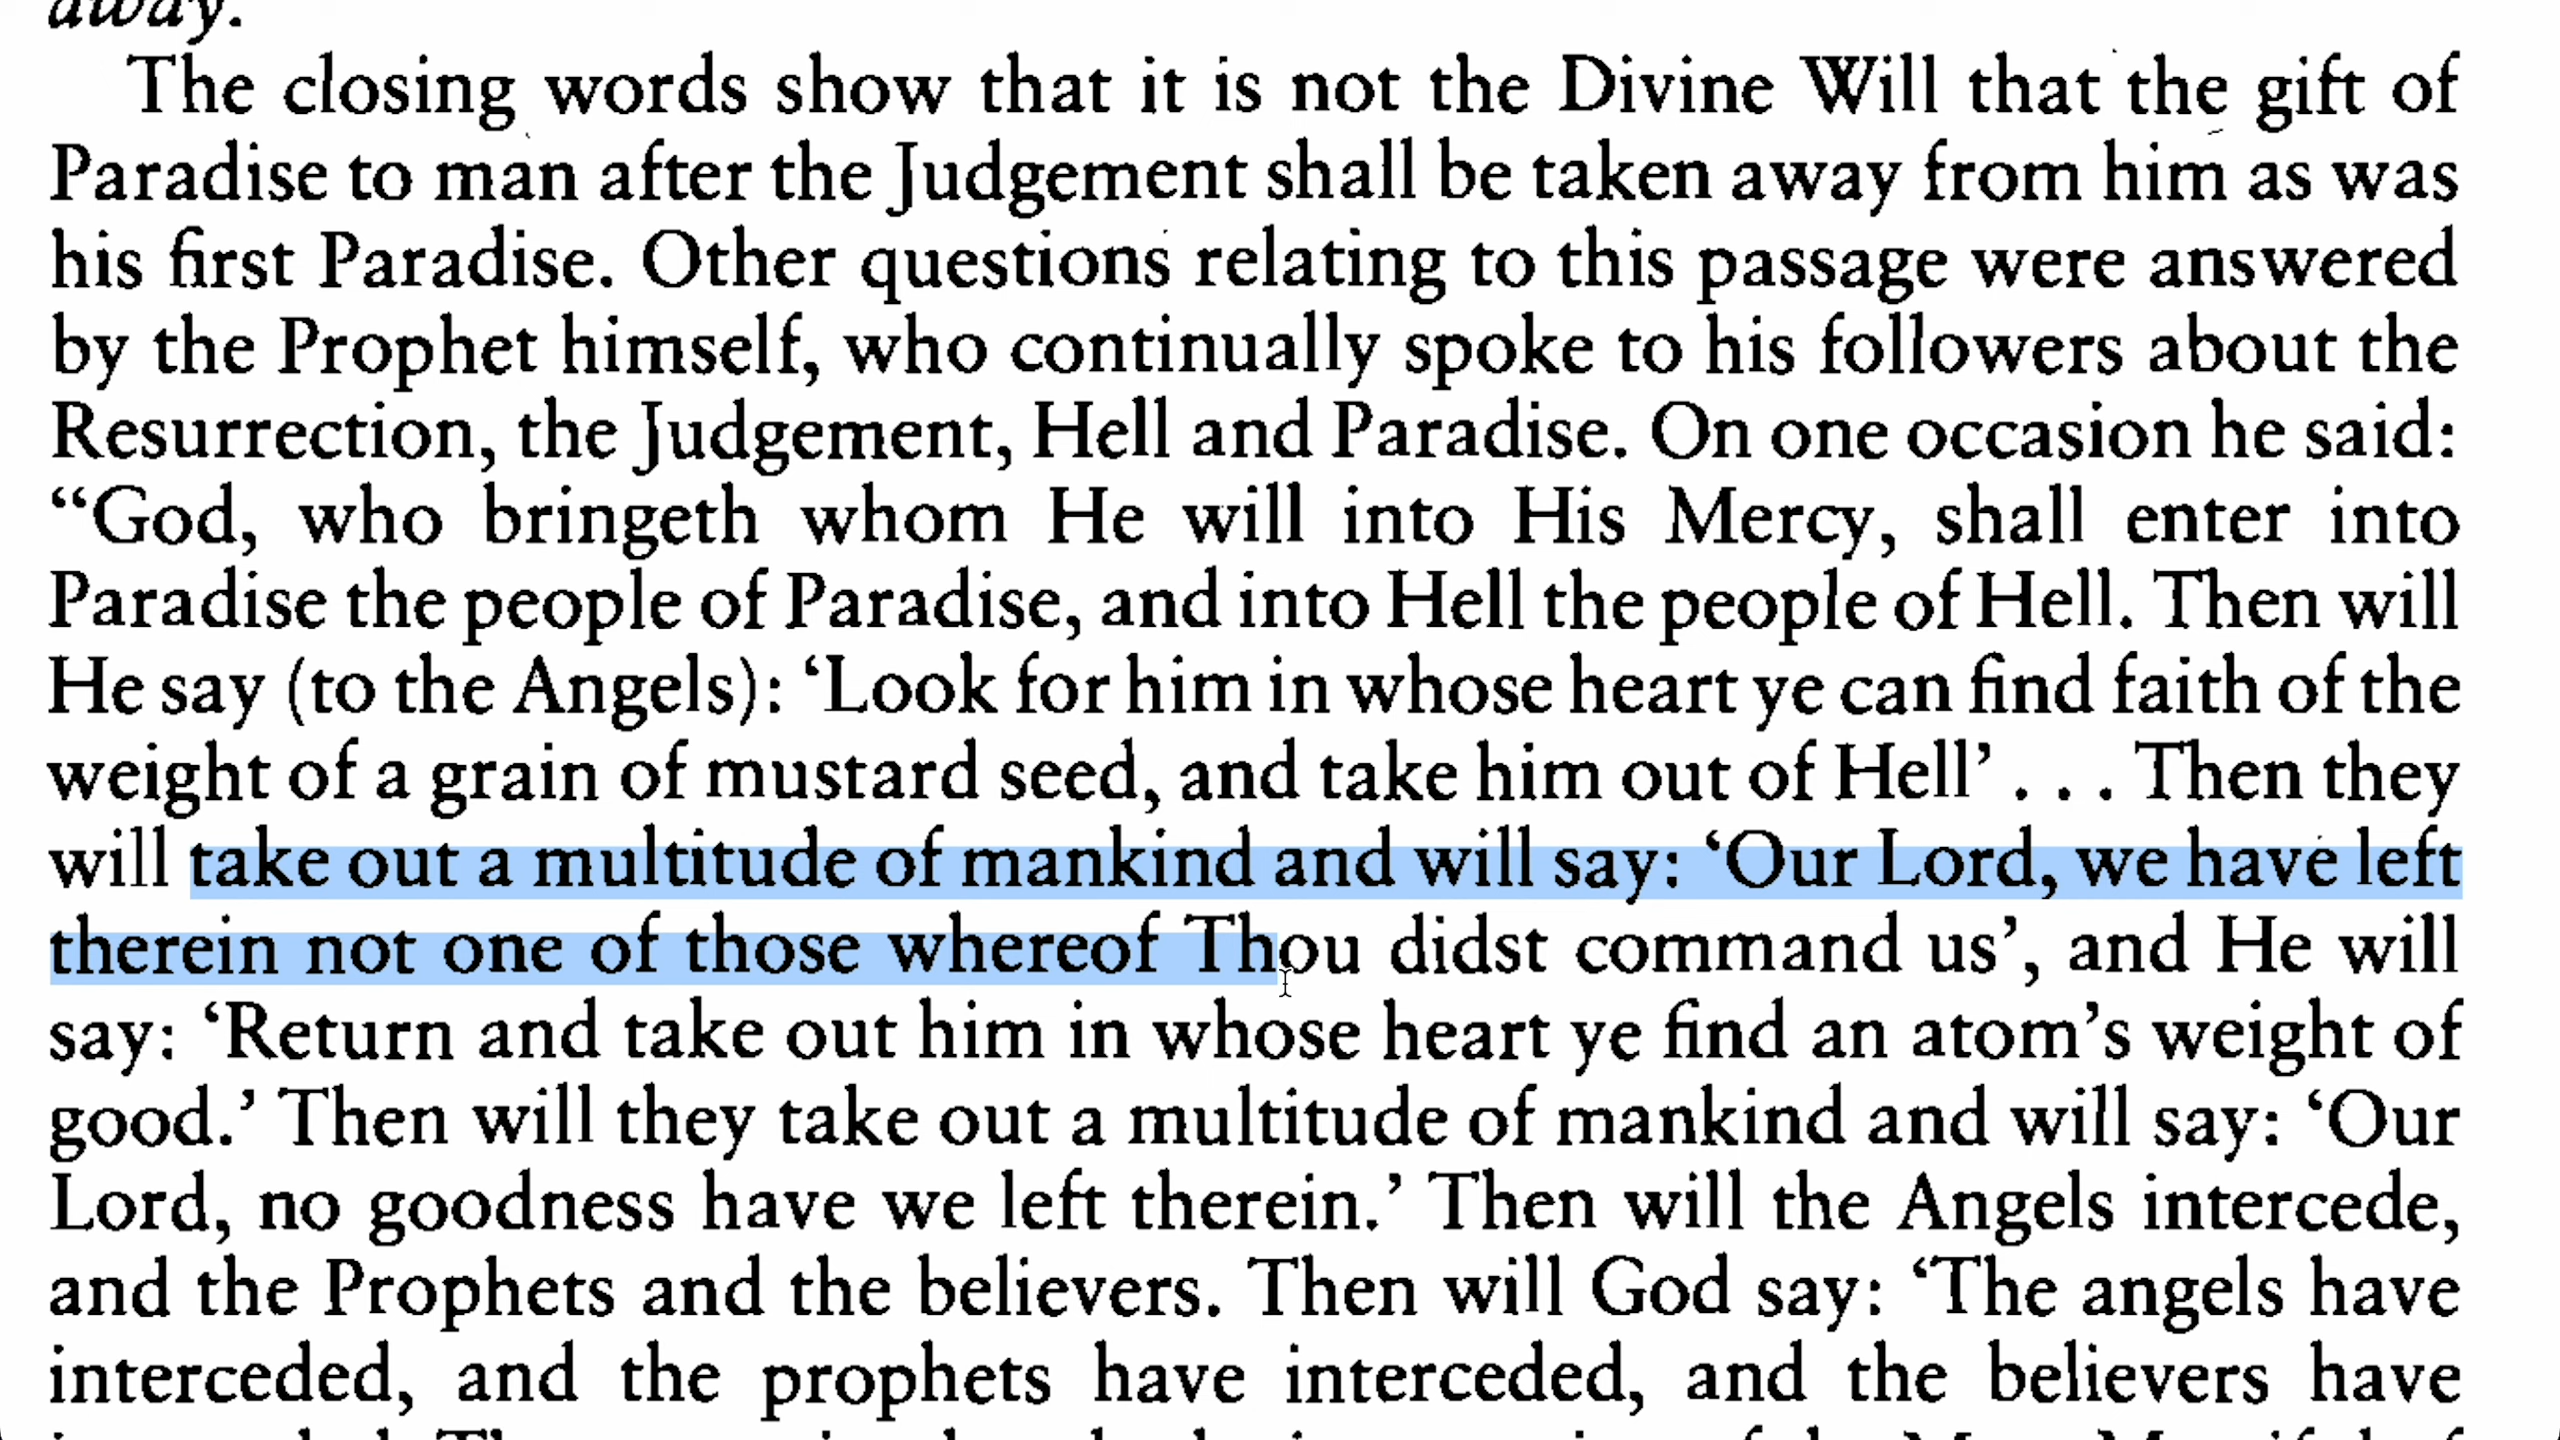 away.
The closing words show that it is not the Divine Will that the gift of
Paradise to man after the Judgement shall be taken away from him as was
his first Paradise. Other questions relating to this passage were answered
by the Prophet himself, who continually spoke to his followers about the
Resurrection, the Judgement, Hell and Paradise. On one occasion he said:
“God, who bringeth whom He will into His Mercy, shall enter into
Paradise the people of Paradise, and into Hell the people of Hell. Then will
He say (to the Angels): ‘Look for him in whose heart ye can find faith of the
weight of a grain of mustard seed, and take him out of Hell’ . . . Then they
will take out a multitude of mankind and will say: ‘Our Lord, we have left
therein not one of those whereof Thou didst command us’, and He will
say: ‘Return and take out him in whose heart ye find an atom’s weight of
good.’ Then will they take out a multitude of mankind and will say: ‘Our
Lord, no goodness have we left therein.’ Then will the Angels intercede,
and the Prophets and the believers. Then will God say: ‘The angels have
interceded, and the prophets have interceded, and the believers have